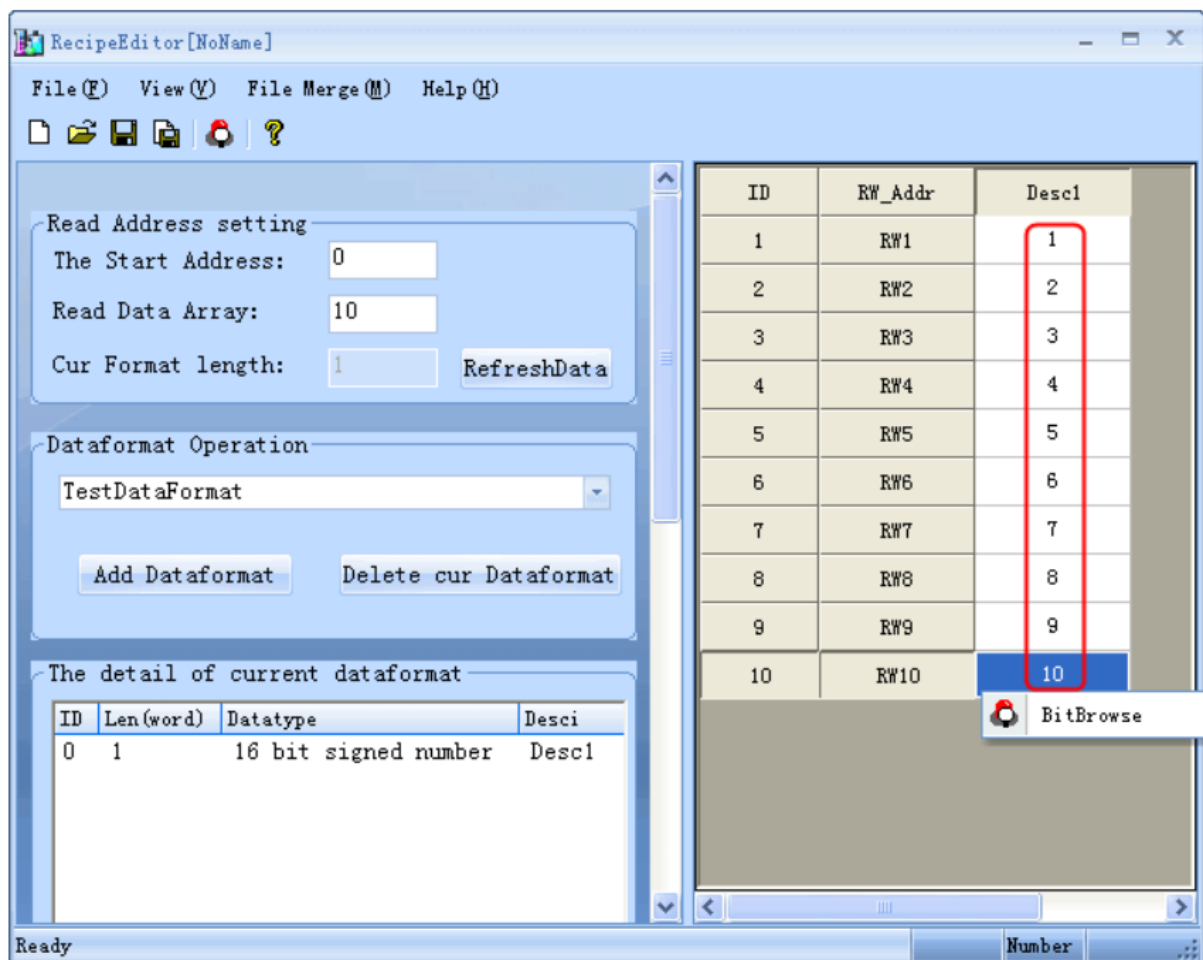 RecipeEditor[NoName]
File(F) View(V) File Merge(M) Help(H)
Read Address setting
The Start Address: 0
Read Data Array: 10
Cur Format length: 1 RefreshData
Dataformat Operation
TestDataFormat
Add Dataformat Delete cur Dataformat
The detail of current dataformat
ID Len(word) Datatype Desci
0 1 16 bit signed number Desc1
ID RW_Addr Desc1
1 RW1 1
2 RW2 2
3 RW3 3
4 RW4 4
5 RW5 5
6 RW6 6
7 RW7 7
8 RW8 8
9 RW9 9
10 RW10 10
BitBrowse
Ready Number